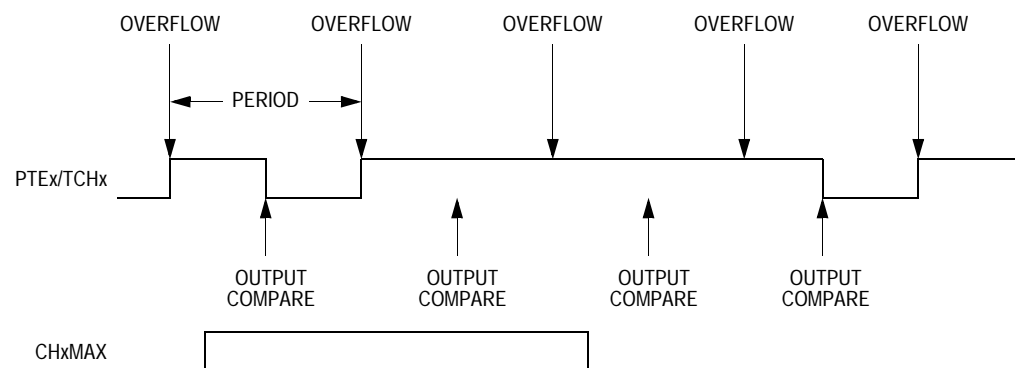 OVERFLOW OVERFLOW OVERFLOW OVERFLOW OVERFLOW
PERIOD
PTEx/TCHx
OUTPUT COMPARE
OUTPUT COMPARE
OUTPUT COMPARE
OUTPUT COMPARE
CHxMAX